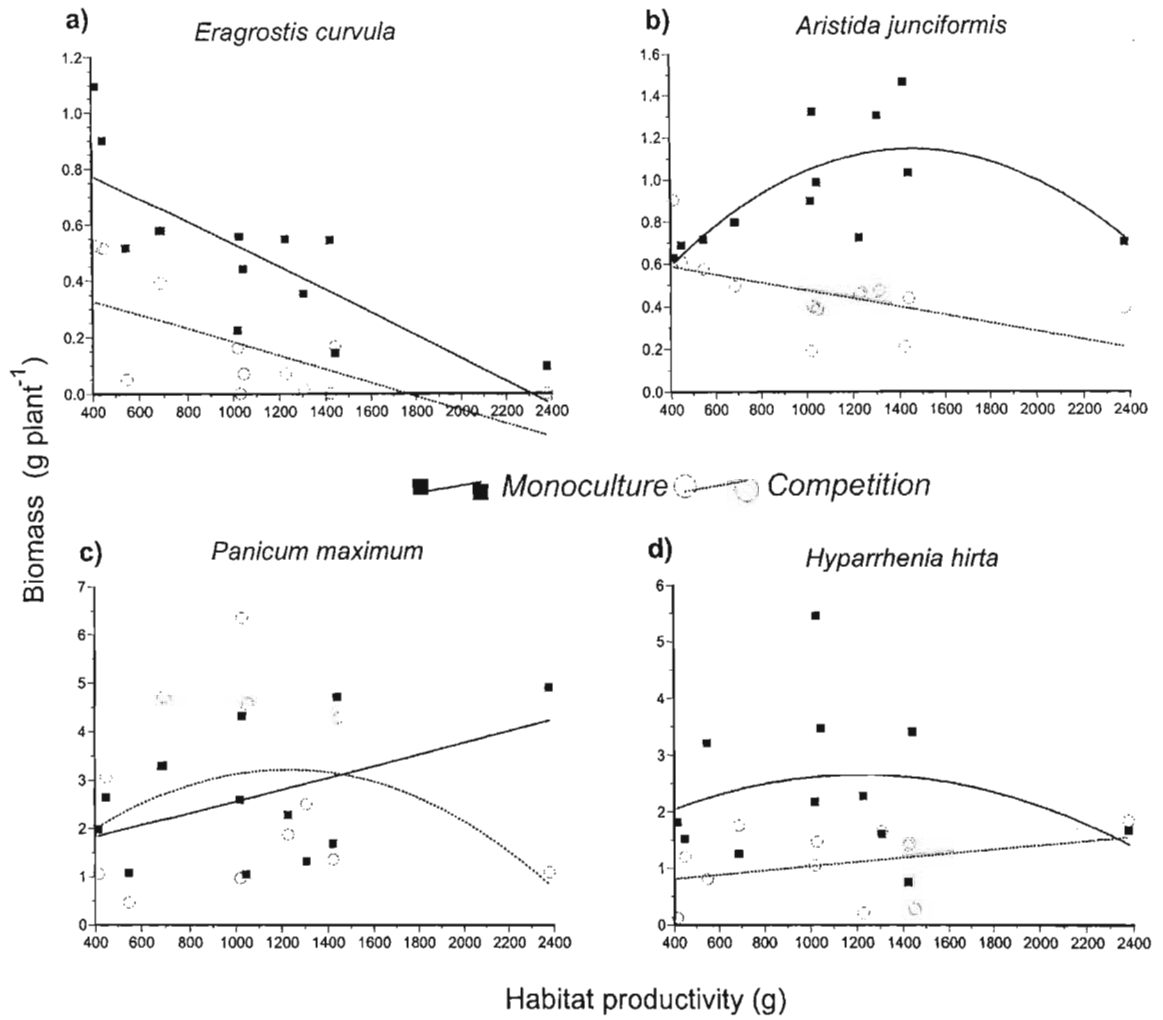 a)
Eragrostis curvula
1.2
1.0
0.8
0.6
0.4
0.2
0.0
400 600 800 1000 1200 1400 1600 1800 2000 2200 2400
b)
Aristida junciformis
1.6
1.4
1.2
1.0
0.8
0.6
0.4
0.2
0.0
400 600 800 1000 1200 1400 1600 1800 2000 2200 2400
Biomass (g plant-1)
Monoculture Competition
c)
Panicum maximum
7
6
5
4
3
2
1
0
400 600 800 1000 1200 1400 1600 1800 2000 2200 2400
d)
Hyparrhenia hirta
6
5
4
3
2
1
0
400 600 800 1000 1200 1400 1600 1800 2000 2200 2400
Habitat productivity (g)